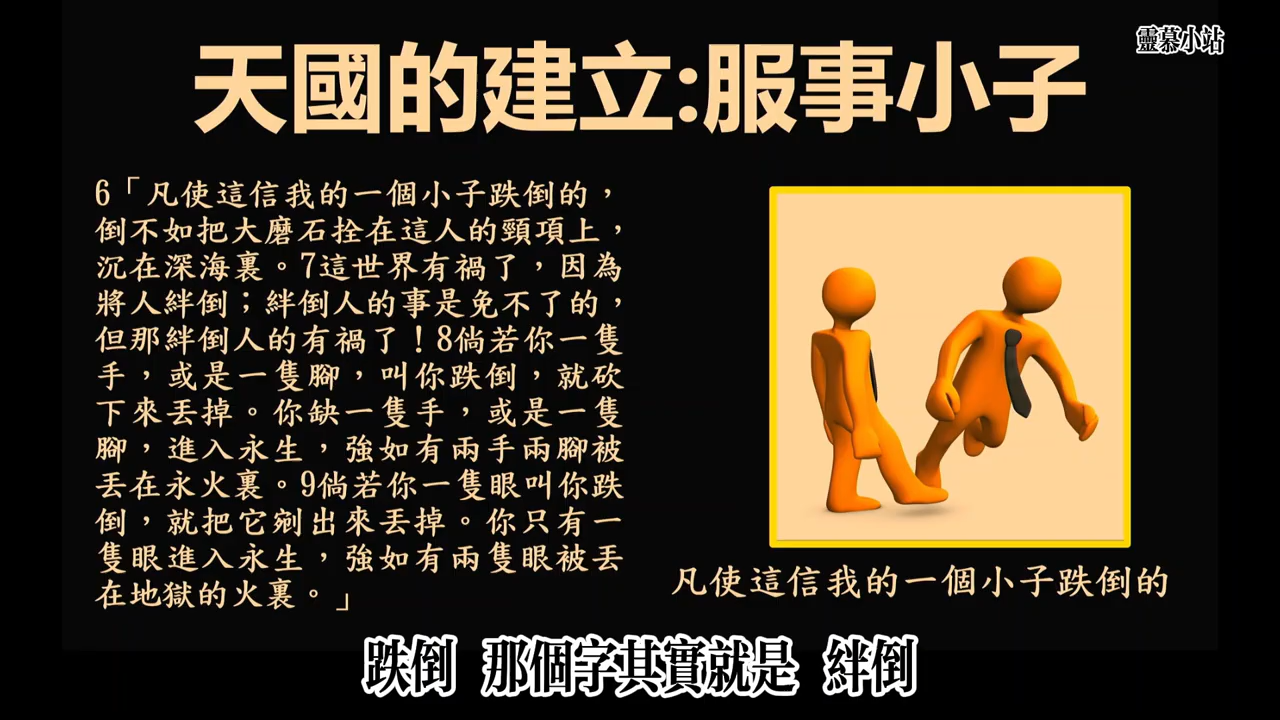 靈慕小站
天國的建立:服事小子
6「凡使這信我的一個小子跌倒的，
倒不如把大磨石拴在這人的頸項上，
沉在深海裏。7這世界有禍了，因為
將人絆倒；絆倒人的事是免不了的，
但那絆倒人的有禍了！8倘若你一隻
手，或是一隻腳，叫你跌倒，就砍
下來丟掉。你缺一隻手，或是一隻
腳，進入永生，強如有兩手兩腳被
丟在永火裏。9倘若你一隻眼叫你跌
倒，就把它剜出來丟掉。你只有一
隻眼進入永生，強如有兩隻眼被丟
在地獄的火裏。」
凡使這信我的一個小子跌倒的
跌倒 那個字其實就是 絆倒